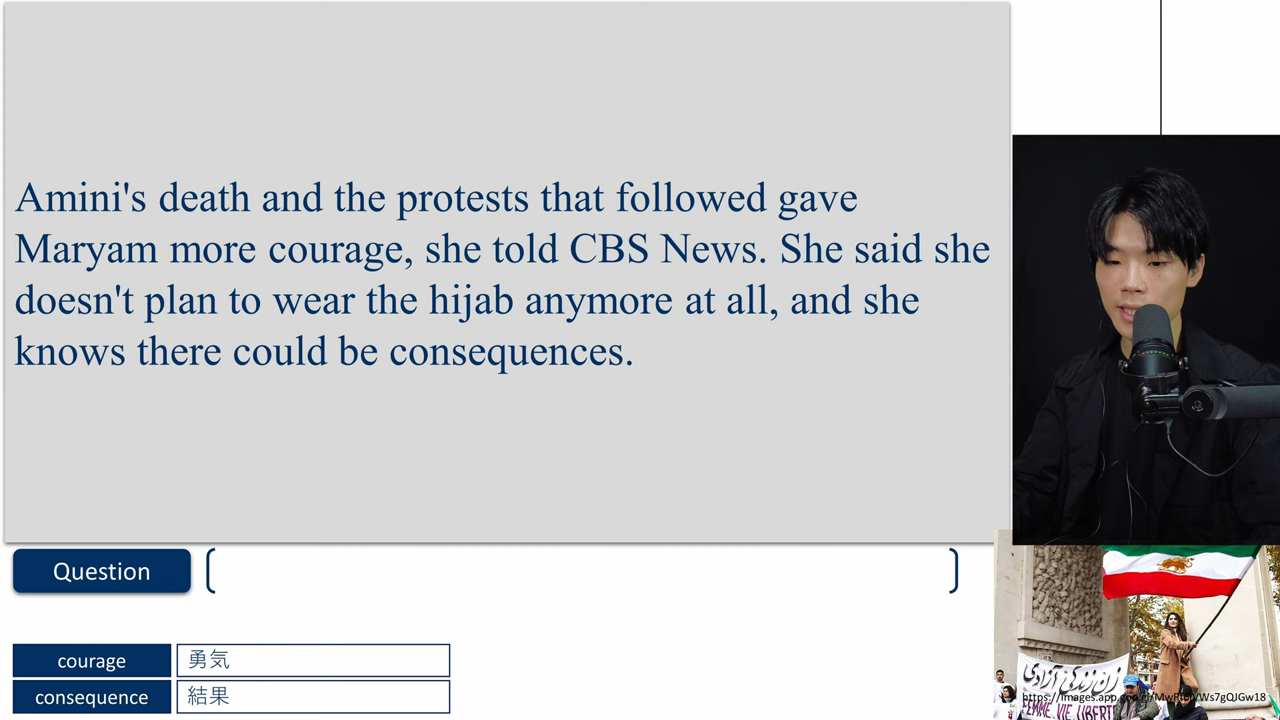 Amini's death and the protests that followed gave
Maryam more courage, she told CBS News. She said she
doesn't plan to wear the hijab anymore at all, and she
knows there could be consequences.
Question
courage
勇気
consequence
結果
FEMME, VIE, LIBERT